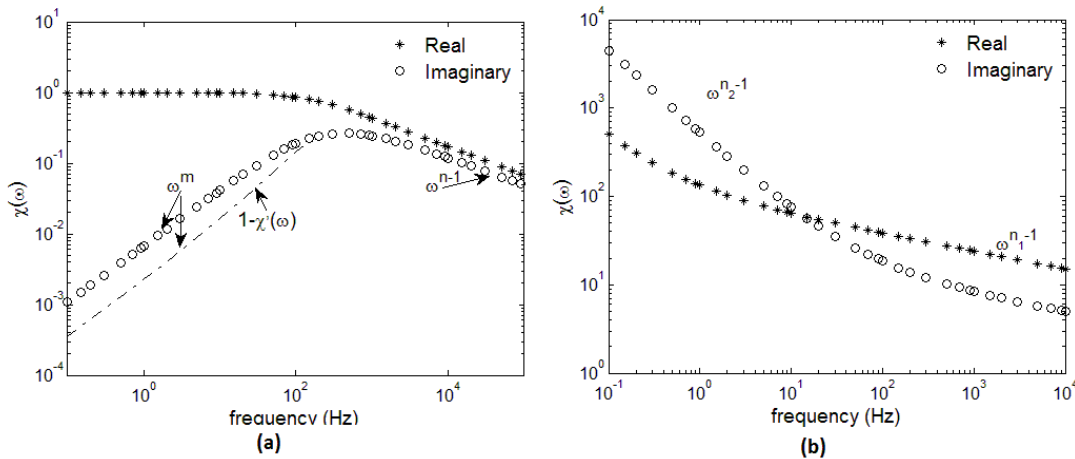 10^1
10^0
10^-1
10^-2
10^-3
10^-4
χ(ω)
Real
Imaginary
ω^m
1-χ'(ω)
ω^n-1
10^0
10^2
10^4
frequency (Hz)
(a)
10^4
10^3
10^2
10^1
10^0
χ(ω)
Real
Imaginary
ω^n_2-1
ω^n_1-1
10^-1
10^0
10^1
10^2
10^3
10^4
frequency (Hz)
(b)